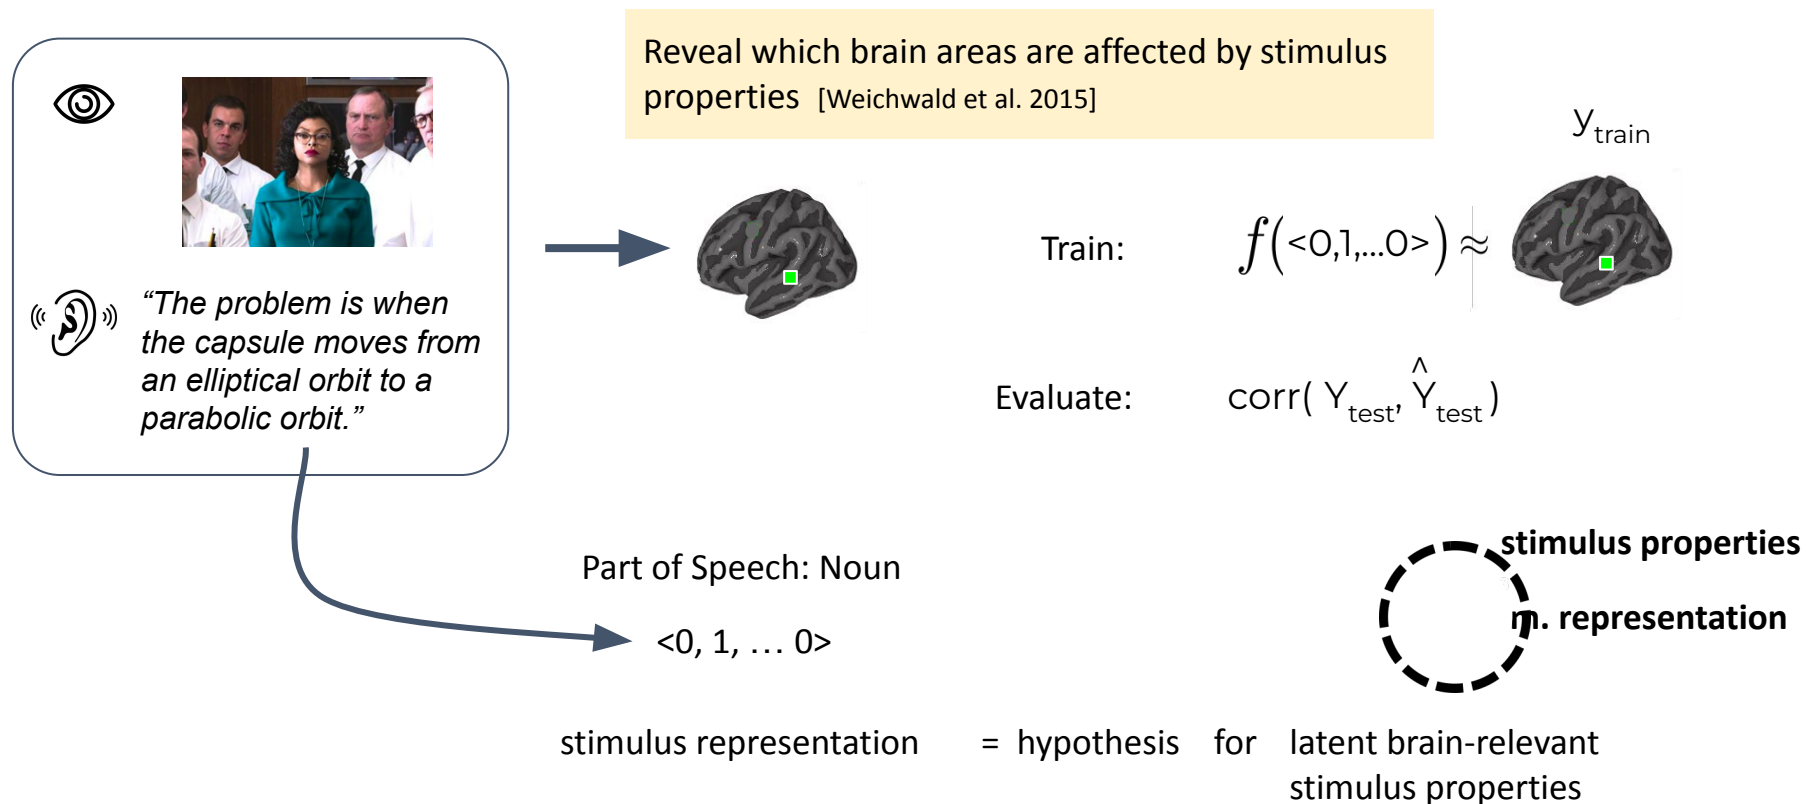 Reveal which brain areas are affected by stimulus
properties [Weichwald et al. 2015]
“The problem is when
the capsule moves from
an elliptical orbit to a
parabolic orbit.”
y_train
Train: f(<0,1,...0>) ≈
Evaluate: corr( Y_test, Ŷ_test )
Part of Speech: Noun
<0, 1, … 0>
stimulus properties
m. representation
stimulus representation = hypothesis for latent brain-relevant
stimulus properties